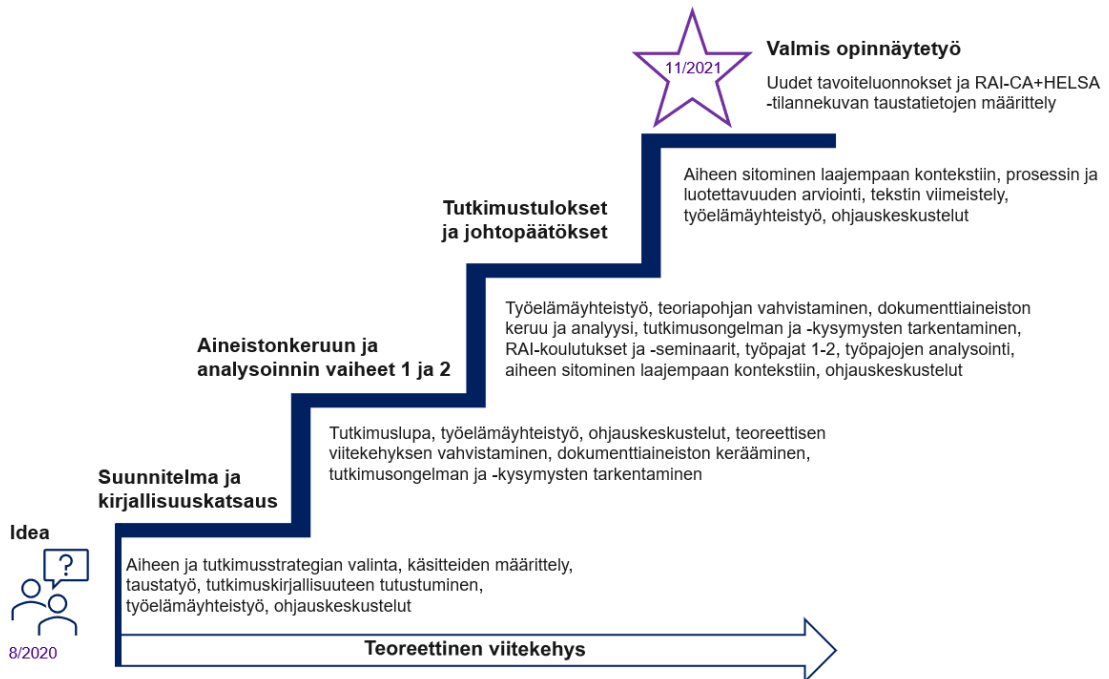 11/2021
Valmis opinnäytetyö
Uudet tavoiteluonnokset ja RAI-CA+HELSA
-tilannekuvan taustatietojen määrittely
Aiheen sitominen laajempaan kontekstiin, prosessin ja
luotettavuuden arviointi, tekstin viimeistely,
työelämäyhteistyö, ohjauskeskustelut
Tutkimustulokset
ja johtopäätökset
Työelämäyhteistyö, teoriapohjan vahvistaminen, dokumenttiaineiston
keruu ja analyysi, tutkimusongelman ja -kysymysten tarkentaminen,
RAI-koulutukset ja -seminaarit, työpajat 1-2, työpajojen analysointi,
aiheen sitominen laajempaan kontekstiin, ohjauskeskustelut
Aineistonkeruun ja
analysoinnin vaiheet 1 ja 2
Tutkimuslupa, työelämäyhteistyö, ohjauskeskustelut, teoreettisen
viitekehyksen vahvistaminen, dokumenttiaineiston kerääminen,
tutkimusongelman ja -kysymysten tarkentaminen
Suunnitelma ja
kirjallisuuskatsaus
Idea
?
Aiheen ja tutkimusstrategian valinta, käsitteiden määrittely,
taustatyö, tutkimuskirjallisuuteen tutustuminen,
työelämäyhteistyö, ohjauskeskustelut
8/2020
Teoreettinen viitekehys